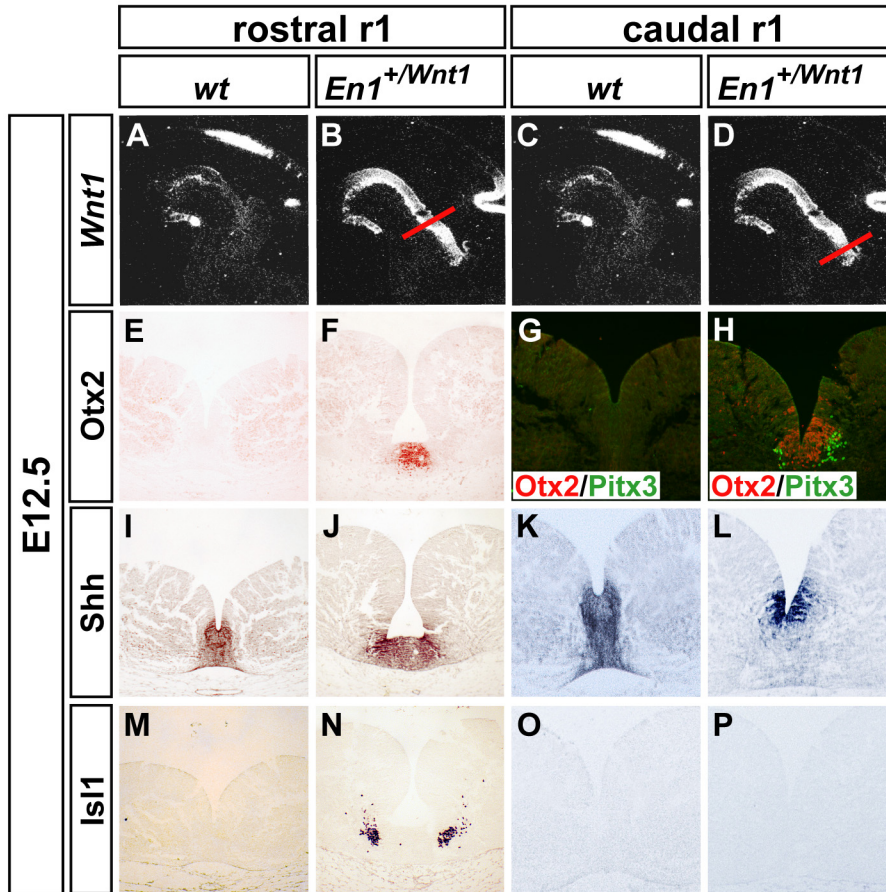 rostral r1 caudal r1
wt En1+/Wnt1 wt En1+/Wnt1
E12.5
Wnt1
A B C D
Otx2
E F G H
Otx2/Pitx3 Otx2/Pitx3
Shh
I J K L
Isl1
M N O P